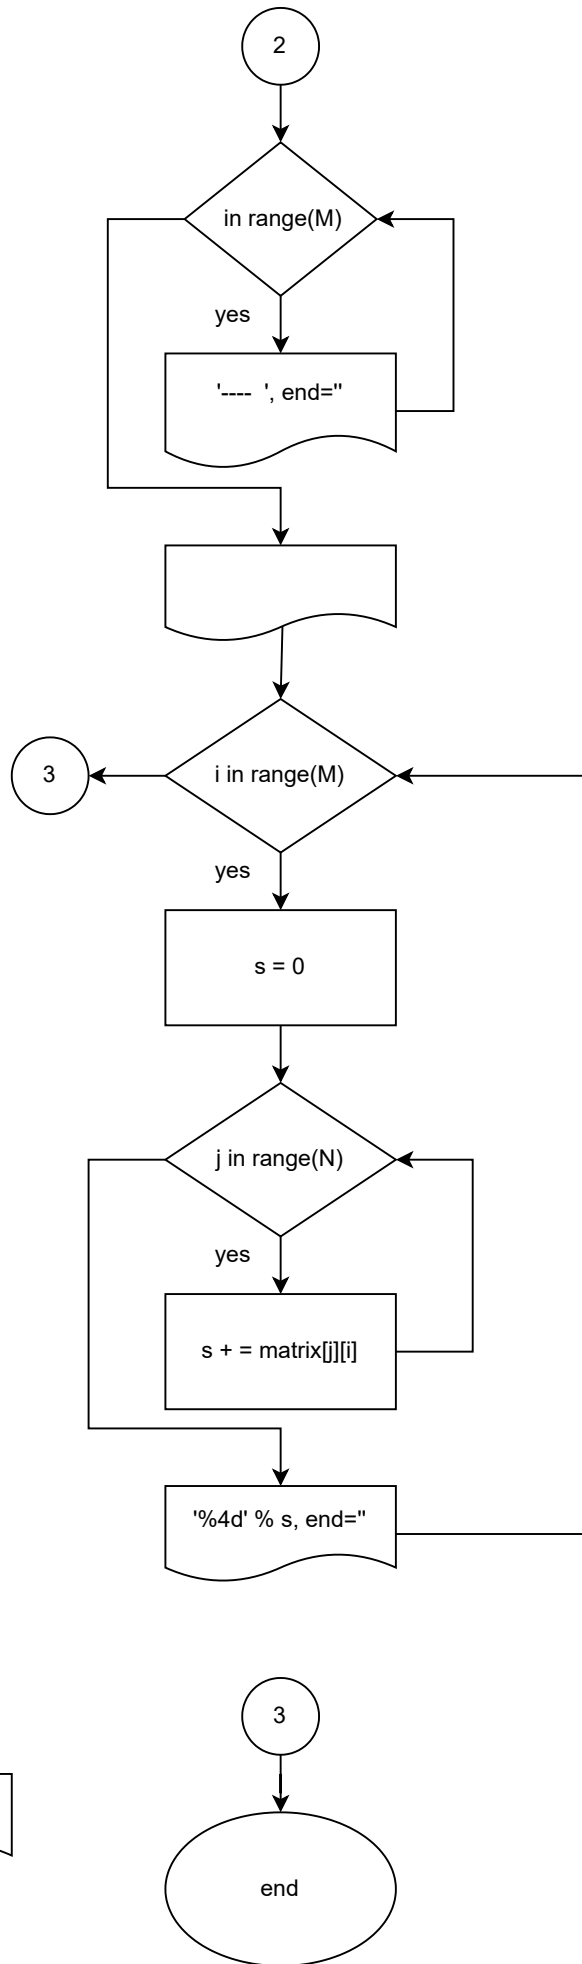 2
in range(M)
yes
'----  ', end=''
i in range(M)
3
yes
s = 0
j in range(N)
yes
s + = matrix[j][i]
'%4d' % s, end=''
3
end